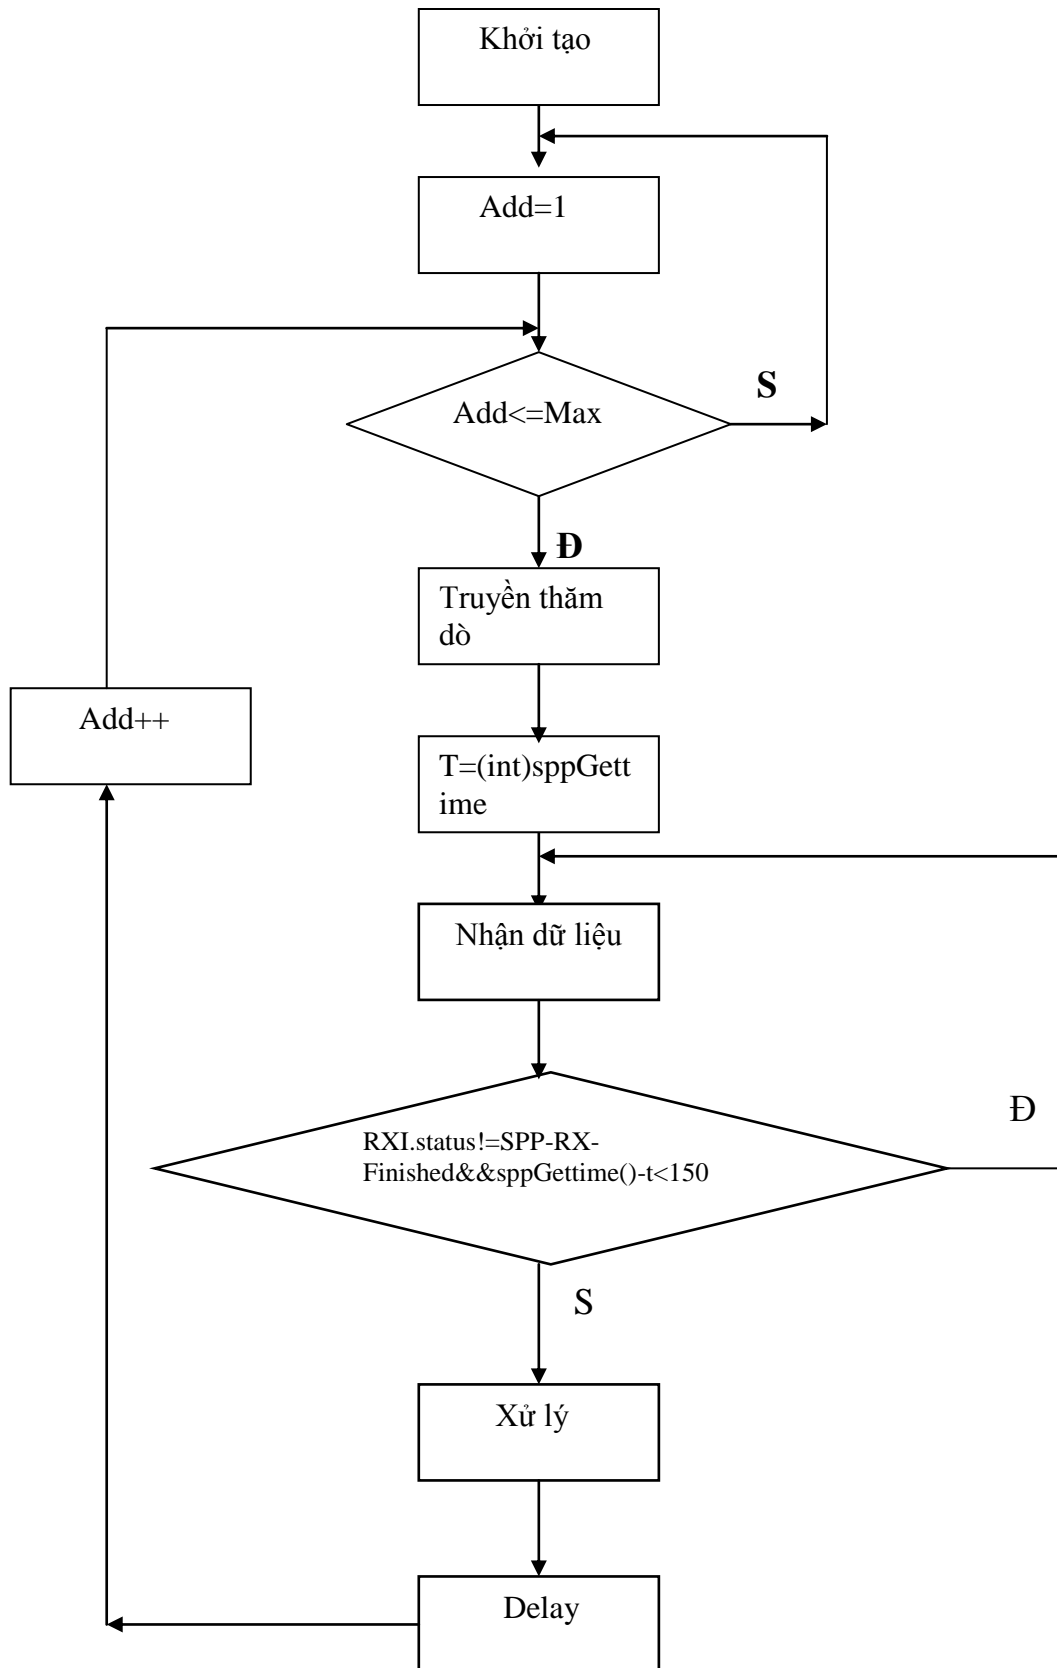 Khởi tạo
Add=1
Add<=Max
S
Đ
Truyền thăm
dò
Add++
T=(int)sppGett
ime
Nhận dữ liệu
RXI.status!=SPP-RX-
Finished&&sppGettime()-t<150
Đ
S
Xử lý
Delay